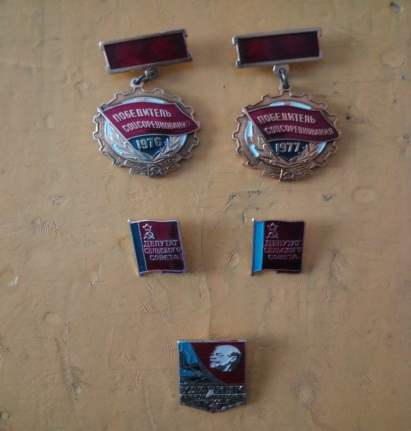 ПОБЕДИТЕЛЬ
СОЦСОРЕВНОВАНИЯ
1976
ПОБЕДИТЕЛЬ
СОЦСОРЕВНОВАНИЯ
1977
ДЕПУТАТ
СЕЛЬСКОГО
СОВЕТА
ДЕПУТАТ
СЕЛЬСКОГО
СОВЕТА